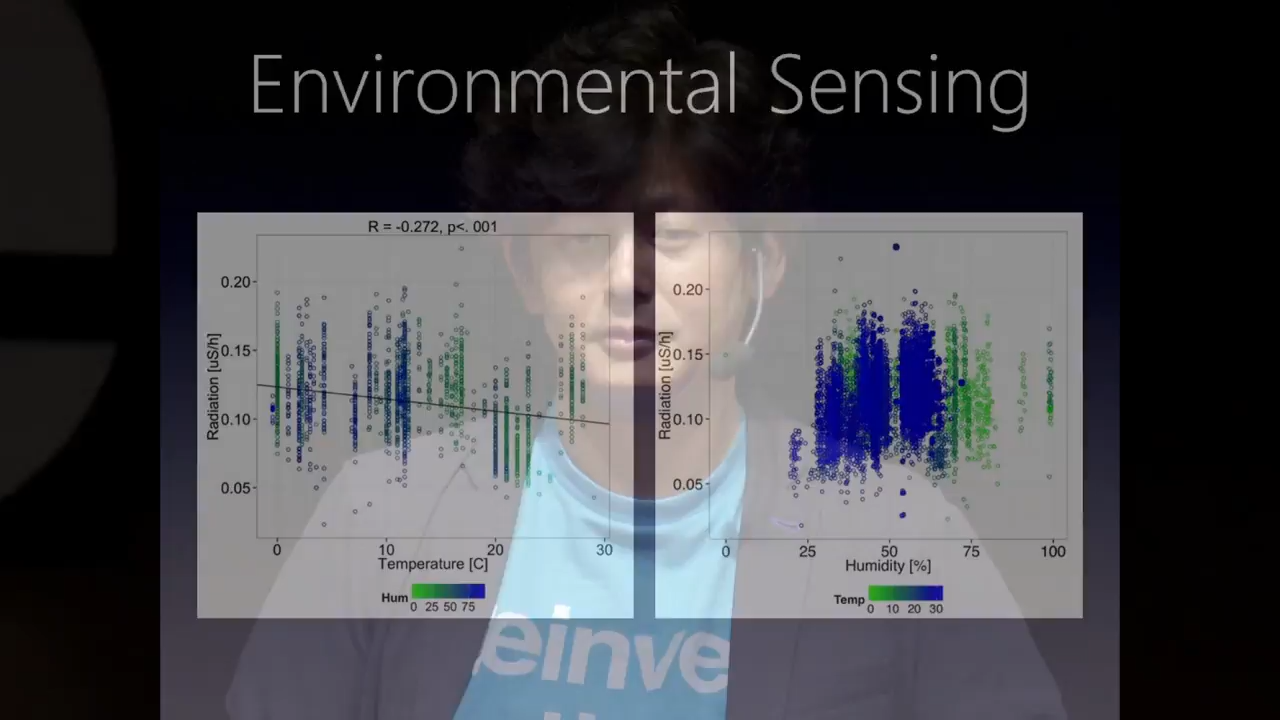 Environmental Sensing
R = -0.272, p<. 001
Radiation [uS/h]
0.20
0.15
0.10
0.05
0 10 20 30
Temperature [C]
Hum
0 25 50 75
Radiation [uS/h]
0.20
0.15
0.10
0.05
0 25 50 75 100
Humidity [%]
Temp
0 10 20 30
einve